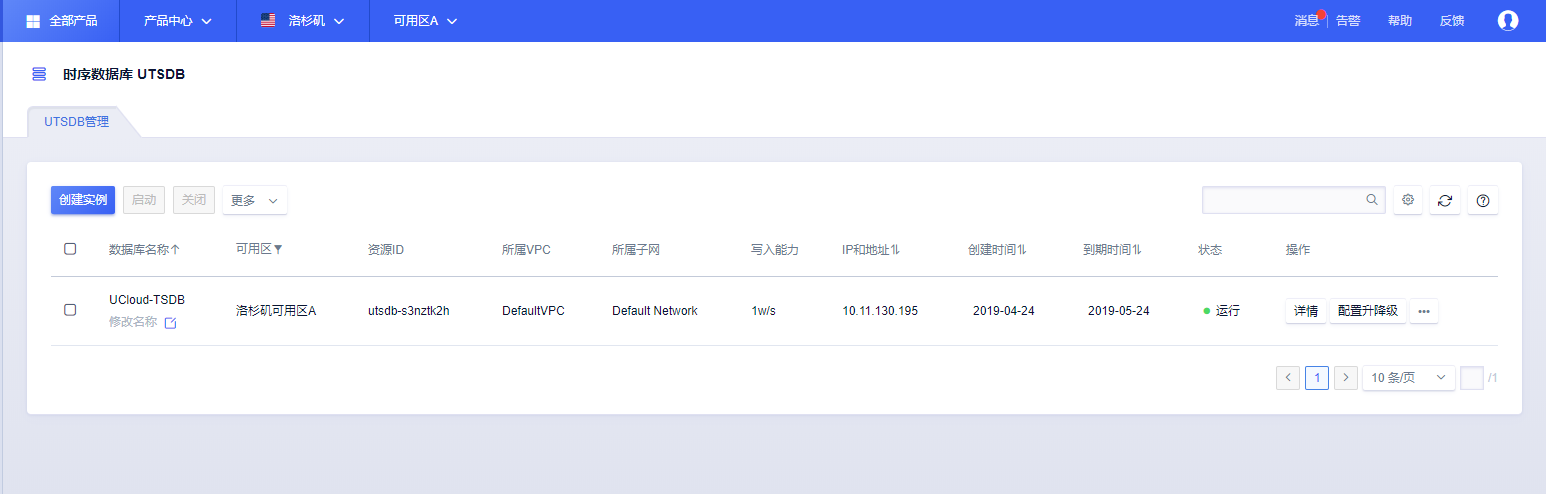 全部产品 产品中心 洛杉矶 可用区A 消息 告警 帮助 反馈
时序数据库 UTSDB
UTSDB管理
创建实例 启动 关闭 更多
数据库名称↑ 可用区 资源ID 所属VPC 所属子网 写入能力 IP和地址⇅ 创建时间⇅ 到期时间⇅ 状态 操作
UCloud-TSDB
修改名称
洛杉矶可用区A utsdb-s3nztk2h DefaultVPC Default Network 1w/s 10.11.130.195 2019-04-24 2019-05-24 运行 详情 配置升降级 •••
1 10 条/页 /1